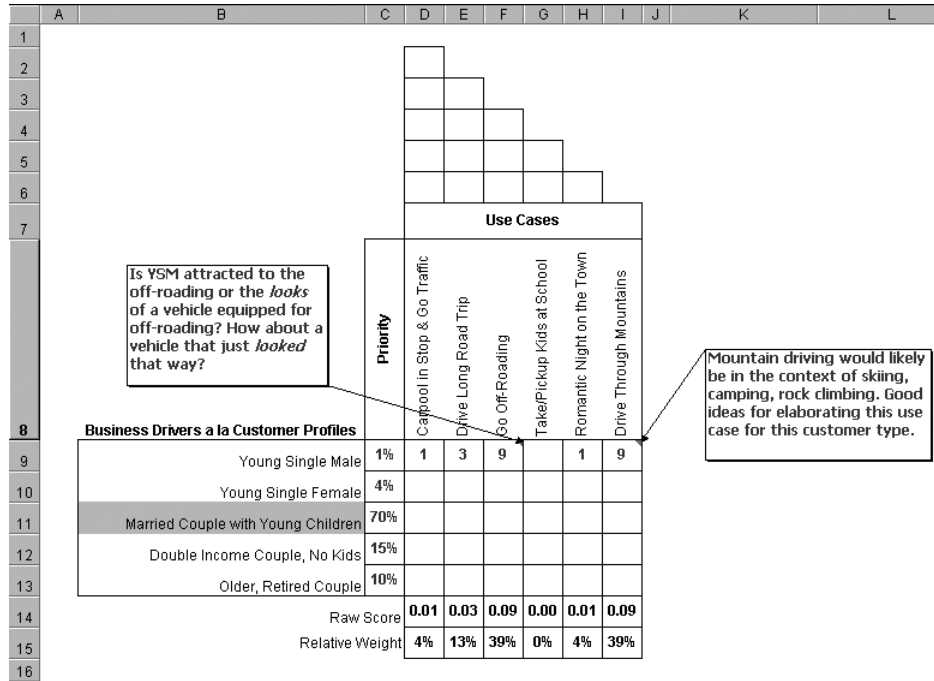 A B C D E F G H I J K L
1
2
3
4
5
6
7 Use Cases
8 Business Drivers a la Customer Profiles Priority Carpool in Stop & Go Traffic Drive Long Road Trip Go Off-Roading Take/Pickup Kids at School Romantic Night on the Town Drive Through Mountains
Is YSM attracted to the
off-roading or the looks
of a vehicle equipped for
off-roading? How about a
vehicle that just looked
that way?
Mountain driving would likely
be in the context of skiing,
camping, rock climbing. Good
ideas for elaborating this use
case for this customer type.
9 Young Single Male 1% 1 3 9 1 9
10 Young Single Female 4%
11 Married Couple with Young Children 70%
12 Double Income Couple, No Kids 15%
13 Older, Retired Couple 10%
14 Raw Score 0.01 0.03 0.09 0.00 0.01 0.09
15 Relative Weight 4% 13% 39% 0% 4% 39%
16